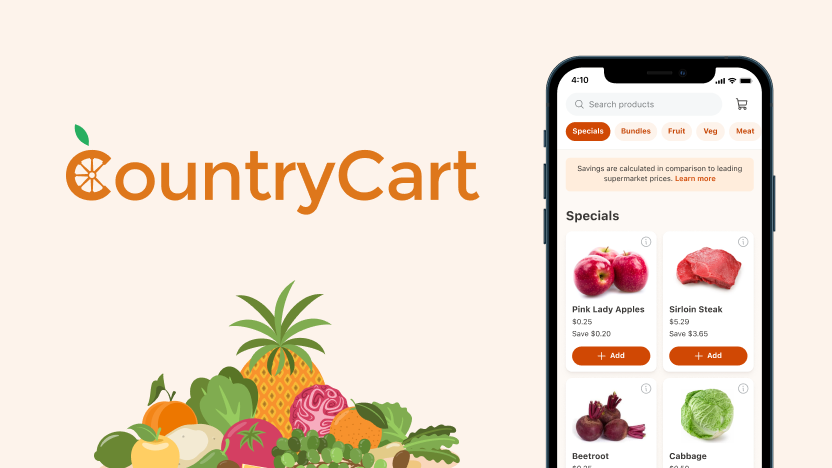 CountryCart
4:10
Search products
Specials Bundles Fruit Veg Meat
Savings are calculated in comparison to leading
supermarket prices. Learn more
Specials
Pink Lady Apples
$0.25
Save $0.20
+ Add
Sirloin Steak
$5.29
Save $3.65
+ Add
Beetroot
Cabbage